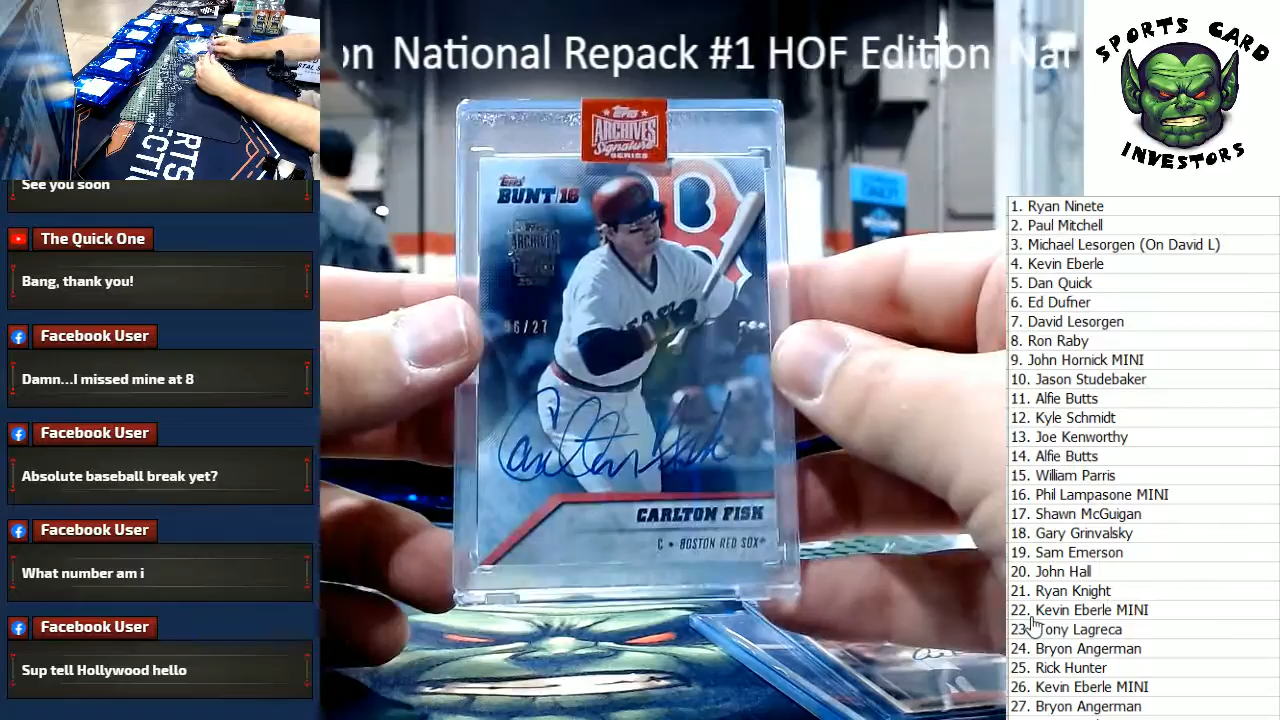 National Repack #1 HOF Edition
SPORTS CARD
INVESTORS
See you soon
The Quick One
Bang, thank you!
Facebook User
Damn...I missed mine at 8
Facebook User
Absolute baseball break yet?
Facebook User
What number am i
Facebook User
Sup tell Hollywood hello
Topps
ARCHIVES
Signature
SERIES
Topps
BUNT 16
ARCHIVES
/27
Carlton Fisk
CARLTON FISK
C • BOSTON RED SOX
1. Ryan Ninete
2. Paul Mitchell
3. Michael Lesorgen (On David L)
4. Kevin Eberle
5. Dan Quick
6. Ed Dufner
7. David Lesorgen
8. Ron Raby
9. John Hornick MINI
10. Jason Studebaker
11. Alfie Butts
12. Kyle Schmidt
13. Joe Kenworthy
14. Alfie Butts
15. William Parris
16. Phil Lampasone MINI
17. Shawn McGuigan
18. Gary Grinvalsky
19. Sam Emerson
20. John Hall
21. Ryan Knight
22. Kevin Eberle MINI
23. Tony Lagreca
24. Bryon Angerman
25. Rick Hunter
26. Kevin Eberle MINI
27. Bryon Angerman